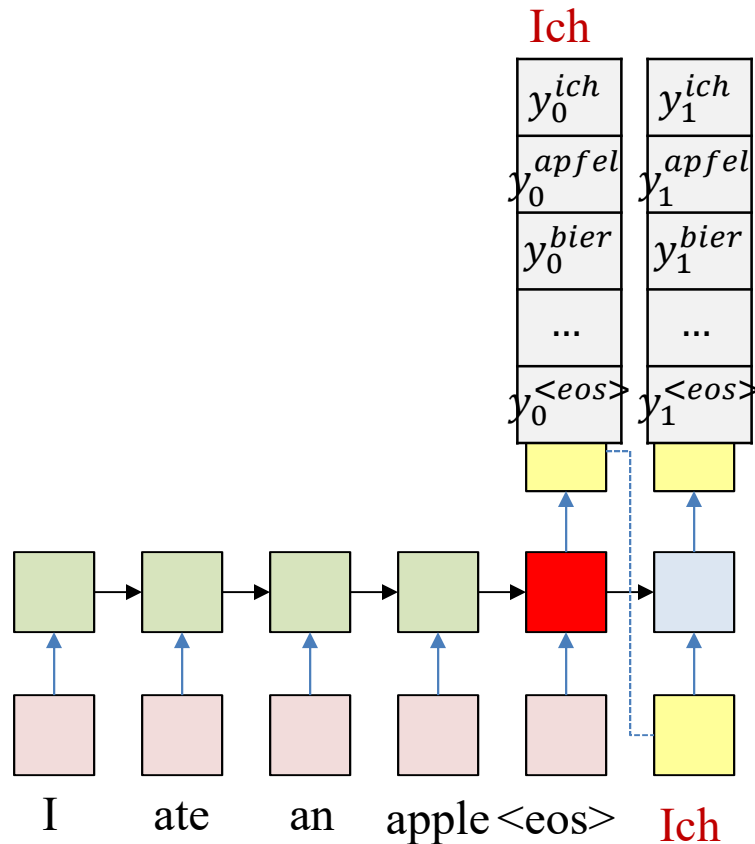 Ich
y_0^{ich} y_1^{ich}
y_0^{apfel} y_1^{apfel}
y_0^{bier} y_1^{bier}
... ...
y_0^{<eos>} y_1^{<eos>}
I ate an apple <eos> Ich